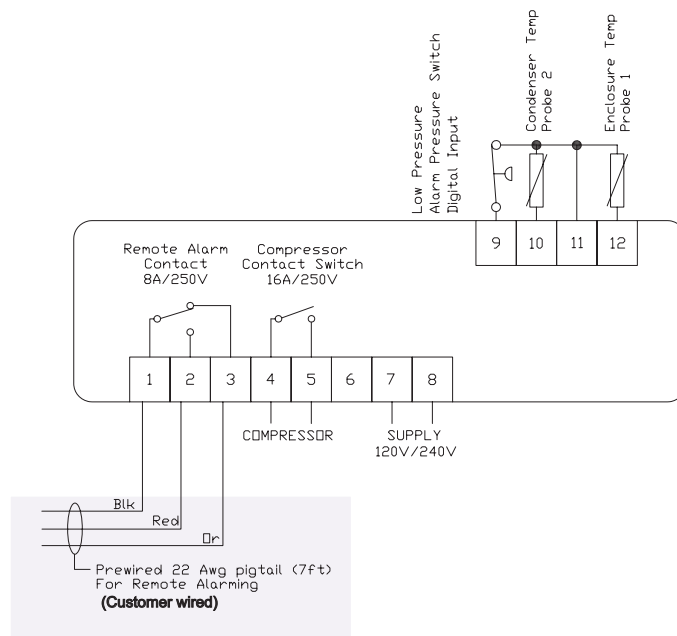 Low Pressure
Alarm Pressure Switch
Digital Input
Condenser Temp
Probe 2
Enclosure Temp
Probe 1
9
10
11
12
Remote Alarm
Contact
8A/250V
Compressor
Contact Switch
16A/250V
1
2
3
4
5
6
7
8
COMPRESSOR
SUPPLY
120V/240V
Blk
Red
Or
Prewired 22 Awg pigtail (7ft)
For Remote Alarming
(Customer wired)